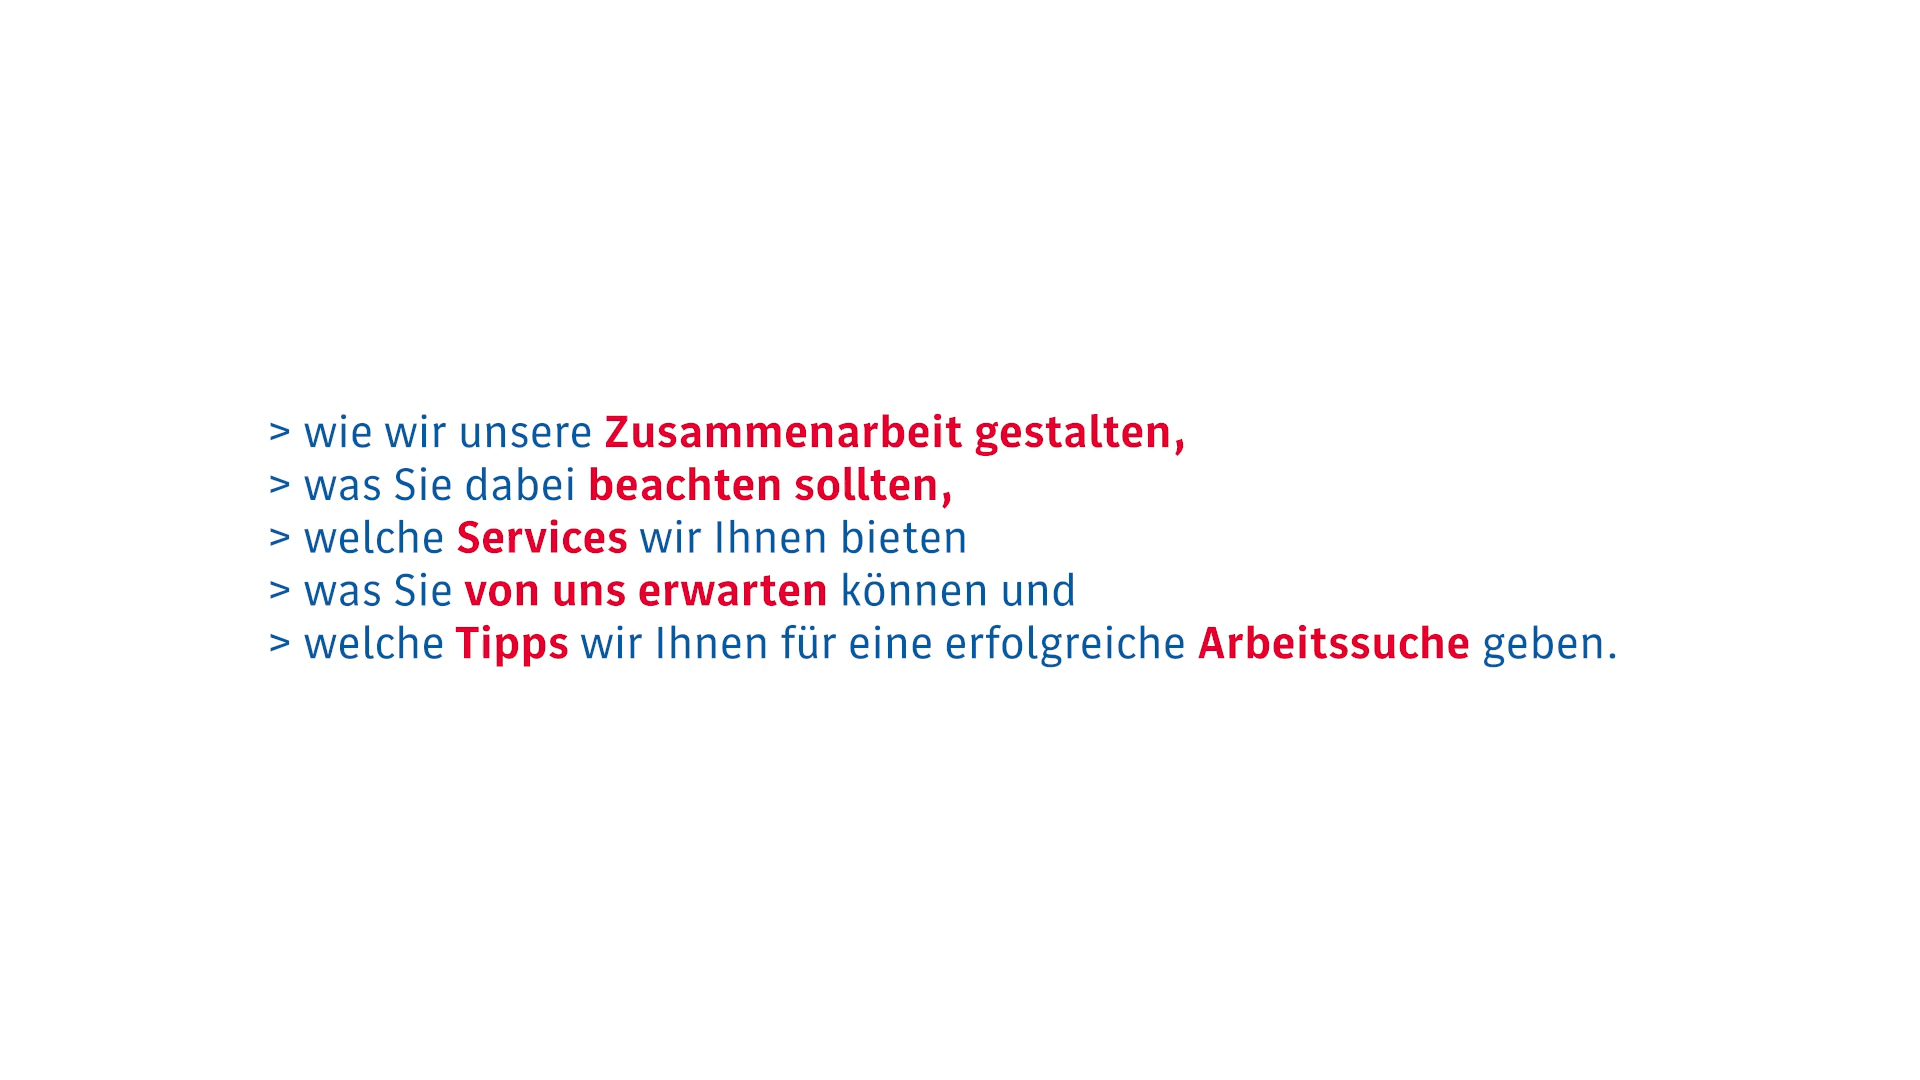 > wie wir unsere Zusammenarbeit gestalten,
> was Sie dabei beachten sollten,
> welche Services wir Ihnen bieten
> was Sie von uns erwarten können und
> welche Tipps wir Ihnen für eine erfolgreiche Arbeitssuche geben.